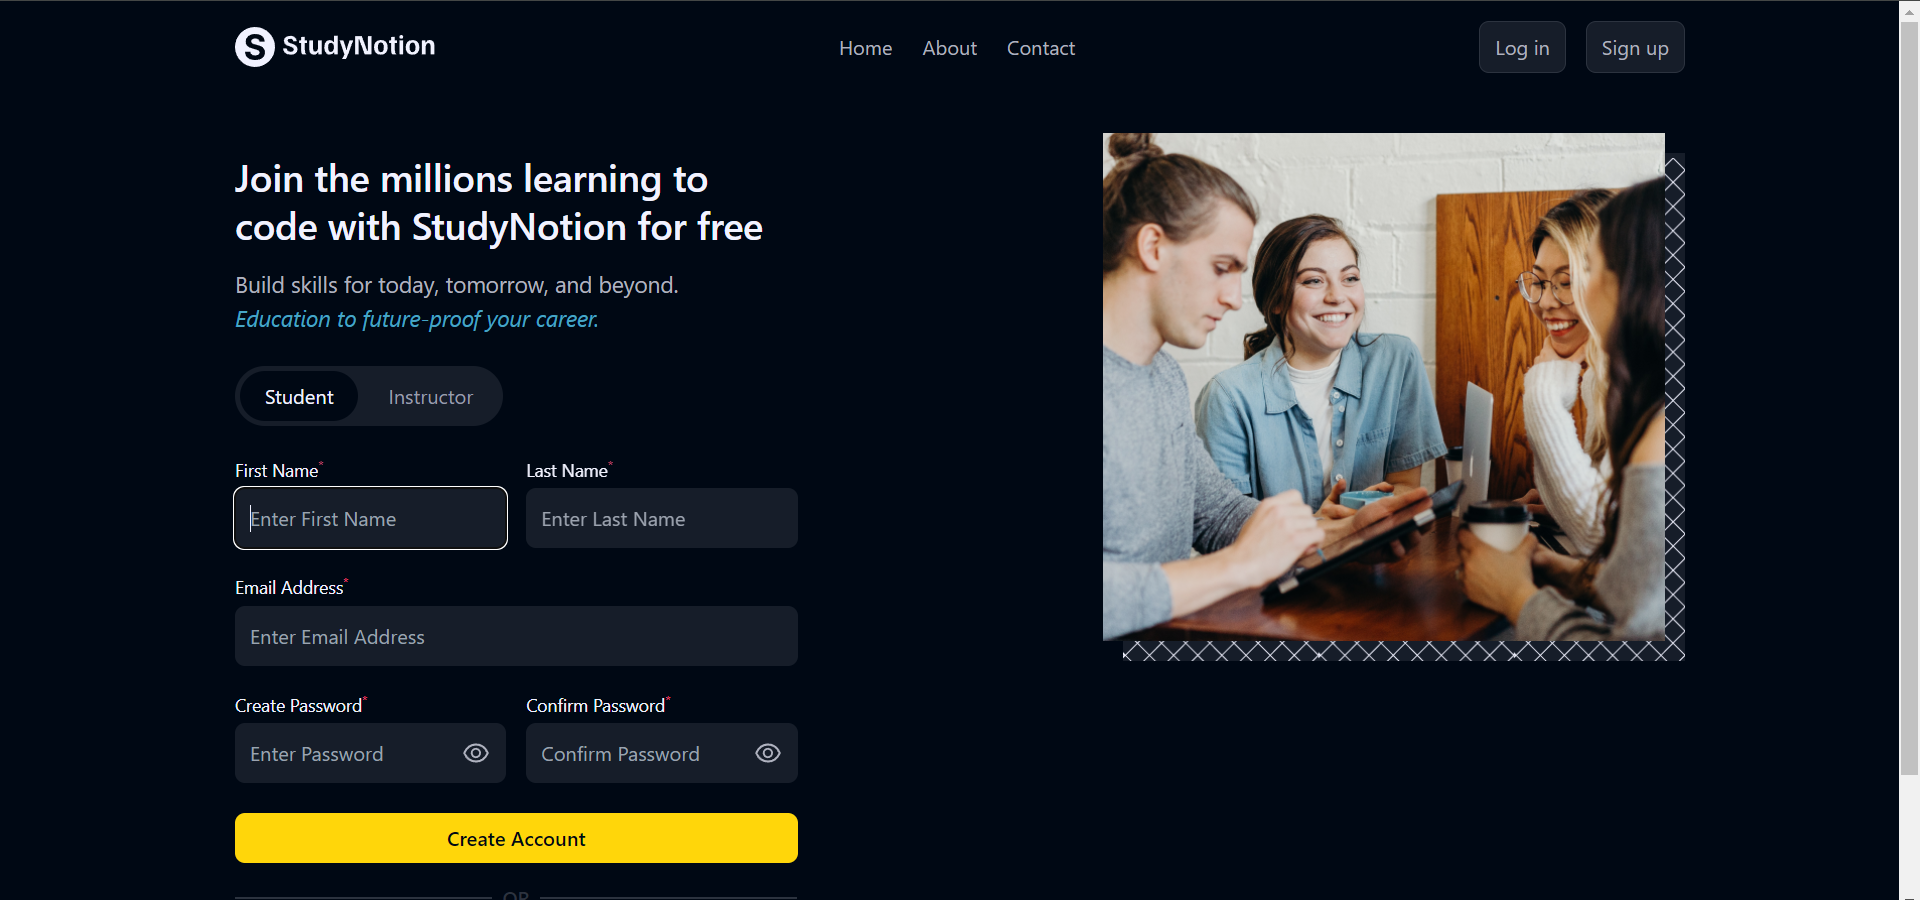 S StudyNotion
Home About Contact
Log in Sign up
Join the millions learning to
code with StudyNotion for free
Build skills for today, tomorrow, and beyond.
Education to future-proof your career.
Student Instructor
First Name* Last Name*
Enter First Name Enter Last Name
Email Address*
Enter Email Address
Create Password* Confirm Password*
Enter Password Confirm Password
Create Account
OR